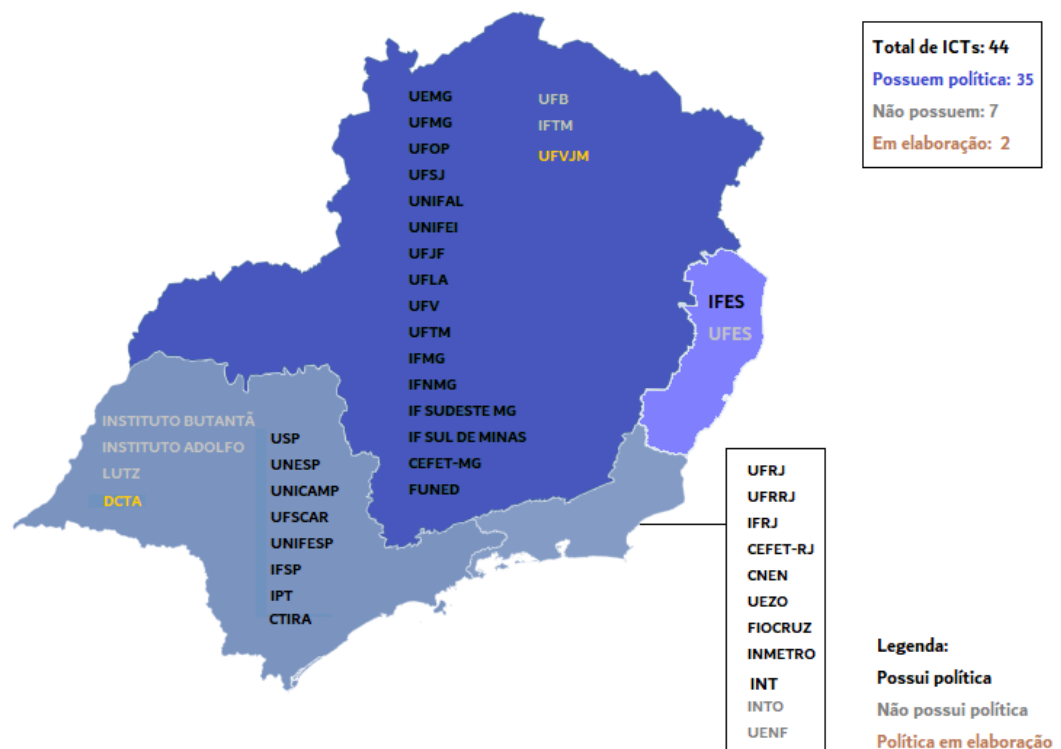 Total de ICTs: 44
Possuem política: 35
Não possuem: 7
Em elaboração: 2
UEMG
UFMG
UFOP
UFSJ
UNIFAL
UNIFEI
UFJF
UFLA
UFV
UFTM
IFMG
IFNMG
IF SUDESTE MG
IF SUL DE MINAS
CEFET-MG
FUNED
UFB
IFTM
UFVJM
IFES
UFES
INSTITUTO BUTANTÃ
INSTITUTO ADOLFO
LUTZ
DCTA
USP
UNESP
UNICAMP
UFSCAR
UNIFESP
IFSP
IPT
CTIRA
UFRJ
UFRRJ
IFRJ
CEFET-RJ
CNEN
UEZO
FIOCRUZ
INMETRO
INT
INTO
UENF
Legenda:
Possui política
Não possui política
Política em elaboração